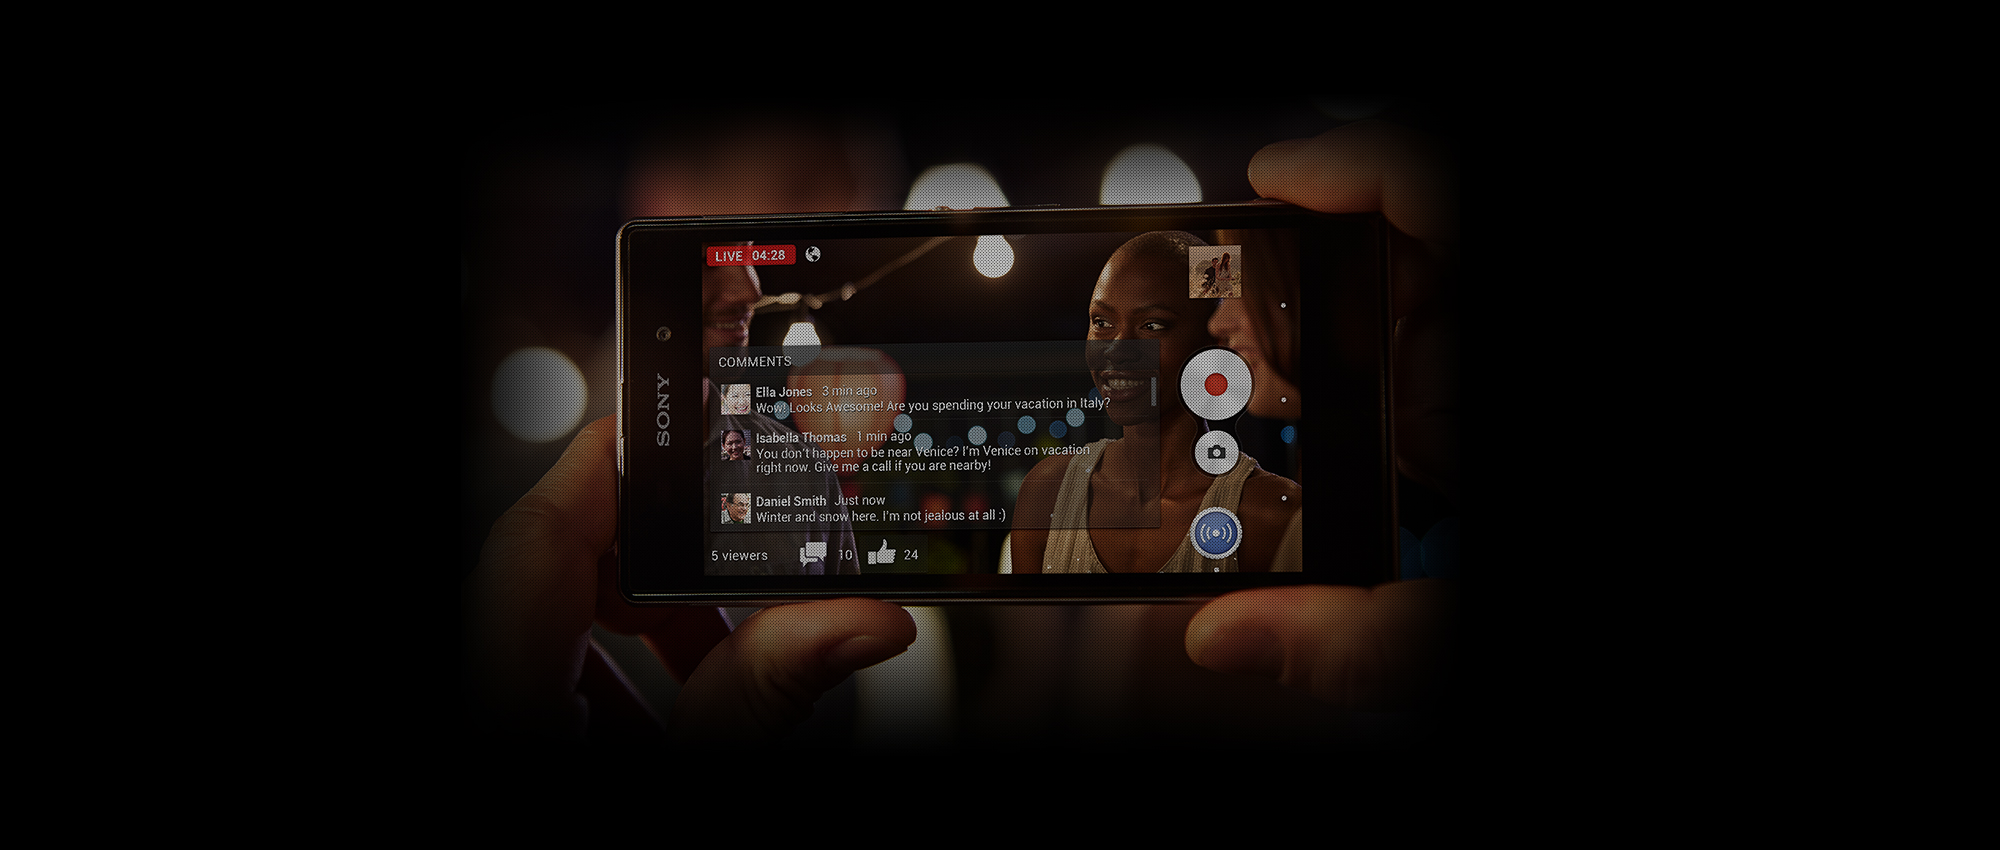 LIVE 04:28
SONY
COMMENTS
Ella Jones 3 min ago
Wow! Looks Awesome! Are you spending your vacation in Italy?
Isabella Thomas 1 min ago
You don't happen to be near Venice? I'm Venice on vacation
right now. Give me a call if you are nearby!
Daniel Smith Just now
Winter and snow here. I'm not jealous at all :)
5 viewers 10 24